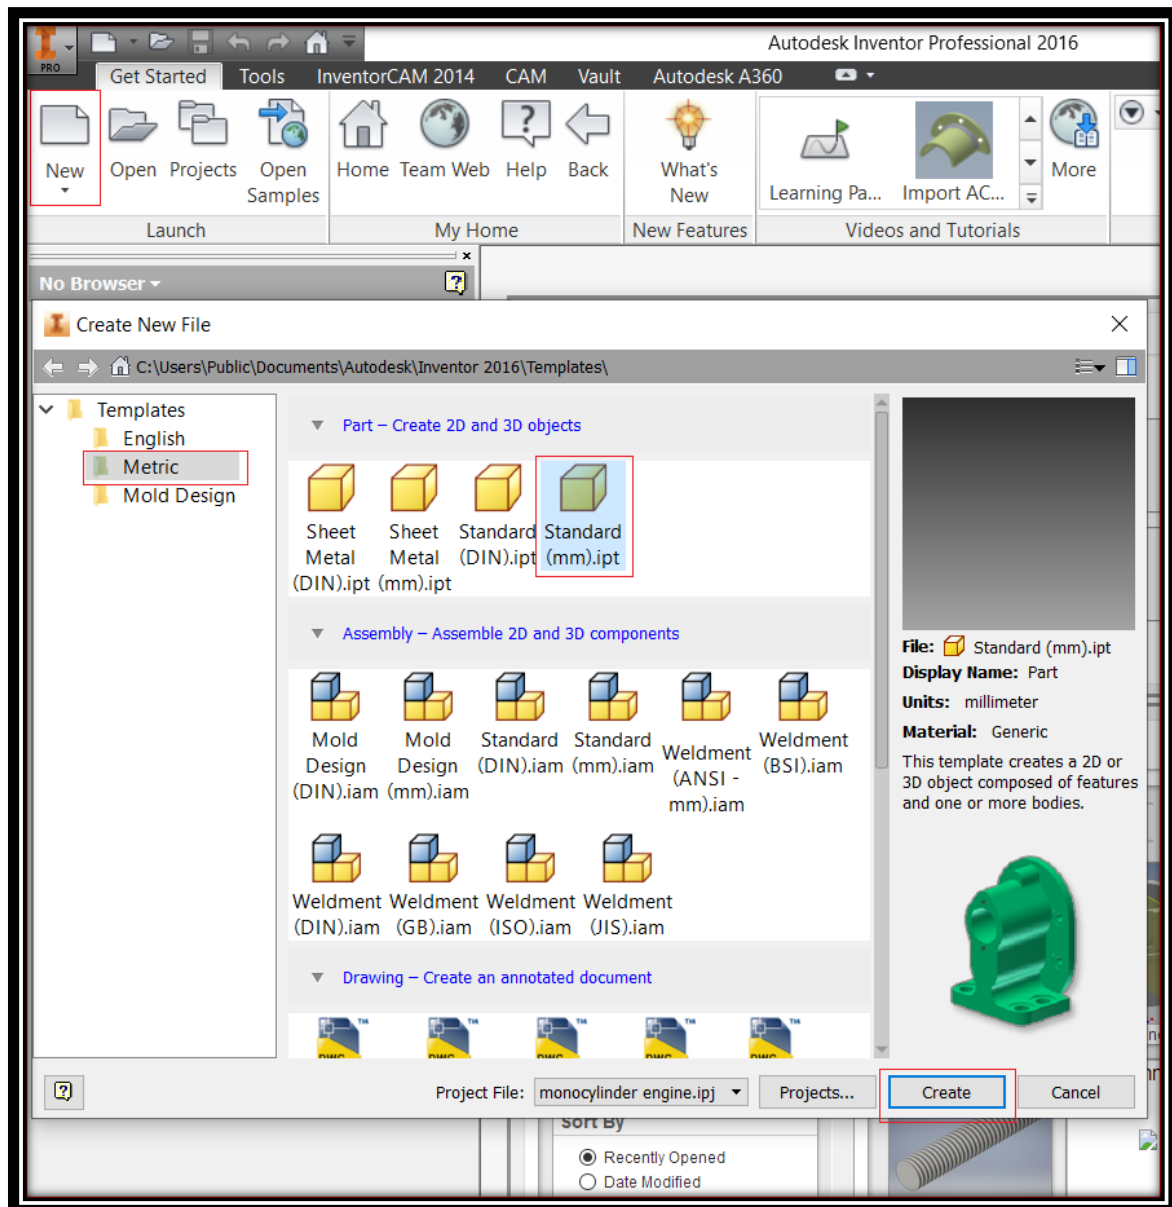 Autodesk Inventor Professional 2016
PRO
Get Started Tools InventorCAM 2014 CAM Vault Autodesk A360
New Open Projects Open Samples Home Team Web Help Back What's New Learning Pa... Import AC... More
Launch My Home New Features Videos and Tutorials
No Browser
Create New File
C:\Users\Public\Documents\Autodesk\Inventor 2016\Templates\
Templates
English
Metric
Mold Design
Part – Create 2D and 3D objects
Sheet Metal (DIN).ipt
Sheet Metal (mm).ipt
Standard (DIN).ipt
Standard (mm).ipt
Assembly – Assemble 2D and 3D components
Mold Design (DIN).iam
Mold Design (mm).iam
Standard (DIN).iam
Standard (mm).iam
Weldment (ANSI - mm).iam
Weldment (BSI).iam
Weldment (DIN).iam
Weldment (GB).iam
Weldment (ISO).iam
Weldment (JIS).iam
Drawing – Create an annotated document
DWG DWG DWG DWG DWG
File: Standard (mm).ipt
Display Name: Part
Units: millimeter
Material: Generic
This template creates a 2D or
3D object composed of features
and one or more bodies.
Project File: monocylinder engine.ipj Projects... Create Cancel
Sort By
Recently Opened
Date Modified